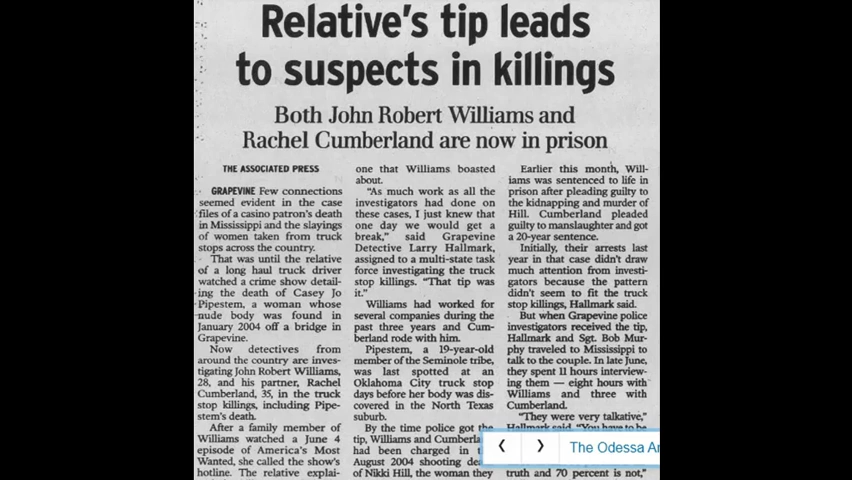 Relative's tip leads
to suspects in killings
Both John Robert Williams and
Rachel Cumberland are now in prison
THE ASSOCIATED PRESS
GRAPEVINE Few connections
seemed evident in the case
files of a casino patron's death
in Mississippi and the slayings
of women taken from truck
stops across the country.
That was until the relative
of a long haul truck driver
watched a crime show detail-
ing the death of Casey Jo
Pipestem, a woman whose
nude body was found in
January 2004 off a bridge in
Grapevine.
Now detectives from
around the country are inves-
tigating John Robert Williams,
28, and his partner, Rachel
Cumberland, 35, in the truck
stop killings, including Pipe-
stem's death.
After a family member of
Williams watched a June 4
episode of America's Most
Wanted, she called the show's
hotline. The relative explai-
one that Williams boasted
about.
"As much work as all the
investigators had done on
these cases, I just knew that
one day we would get a
break," said Grapevine
Detective Larry Hallmark,
assigned to a multi-state task
force investigating the truck
stop killings. "That tip was
it."
Williams had worked for
several companies during the
past three years and Cum-
berland rode with him.
Pipestem, a 19-year-old
member of the Seminole tribe,
was last spotted at an
Oklahoma City truck stop
days before her body was dis-
covered in the North Texas
suburb.
By the time police got the
tip, Williams and Cumberla
had been charged in
August 2004 shooting de
of Nikki Hill, the woman they
Earlier this month, Will-
iams was sentenced to life in
prison after pleading guilty to
the kidnapping and murder of
Hill. Cumberland pleaded
guilty to manslaughter and got
a 20-year sentence.
Initially, their arrests last
year in that case didn't draw
much attention from investi-
gators because the pattern
didn't seem to fit the truck
stop killings, Hallmark said.
But when Grapevine police
investigators received the tip,
Hallmark and Sgt. Bob Mur-
phy traveled to Mississippi to
talk to the couple. In late June,
they spent 11 hours interview-
ing them — eight hours with
Williams and three with
Cumberland.
"They were very talkative,"
Hallmark said. "You have to be
truth and 70 percent is not,"
The Odessa Am